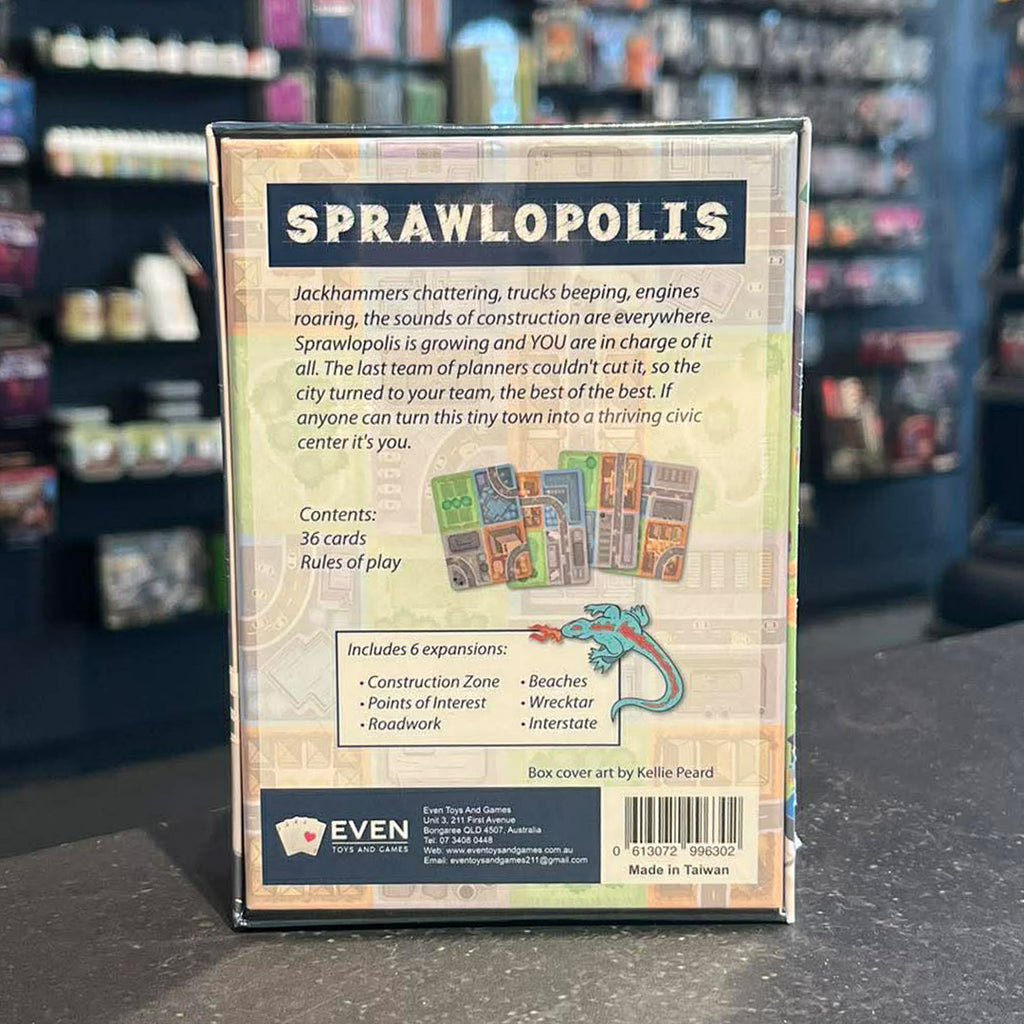 SPRAWLOPOLIS
Jackhammers chattering, trucks beeping, engines
roaring, the sounds of construction are everywhere.
Sprawlopolis is growing and YOU are in charge of it
all. The last team of planners couldn't cut it, so the
city turned to your team, the best of the best. If
anyone can turn this tiny town into a thriving civic
center it's you.
Contents:
36 cards
Rules of play
Includes 6 expansions:
• Construction Zone
• Points of Interest
• Roadwork
• Beaches
• Wrecktar
• Interstate
Box cover art by Kellie Peard
EVEN
TOYS AND GAMES
Even Toys And Games
Unit 3, 211 First Avenue
Bongaree QLD 4507, Australia
Tel: 07 3408 0448
Web: www.eventoysandgames.com.au
Email: eventoysandgames211@gmail.com
0 613072 996302
Made in Taiwan